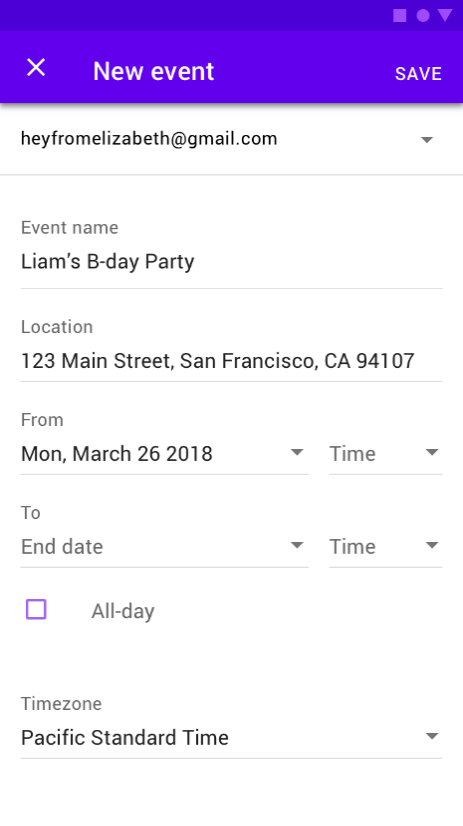 New event
SAVE
heyfromelizabeth@gmail.com
Event name
Liam’s B-day Party
Location
123 Main Street, San Francisco, CA 94107
From
Mon, March 26 2018 Time
To
End date Time
All-day
Timezone
Pacific Standard Time